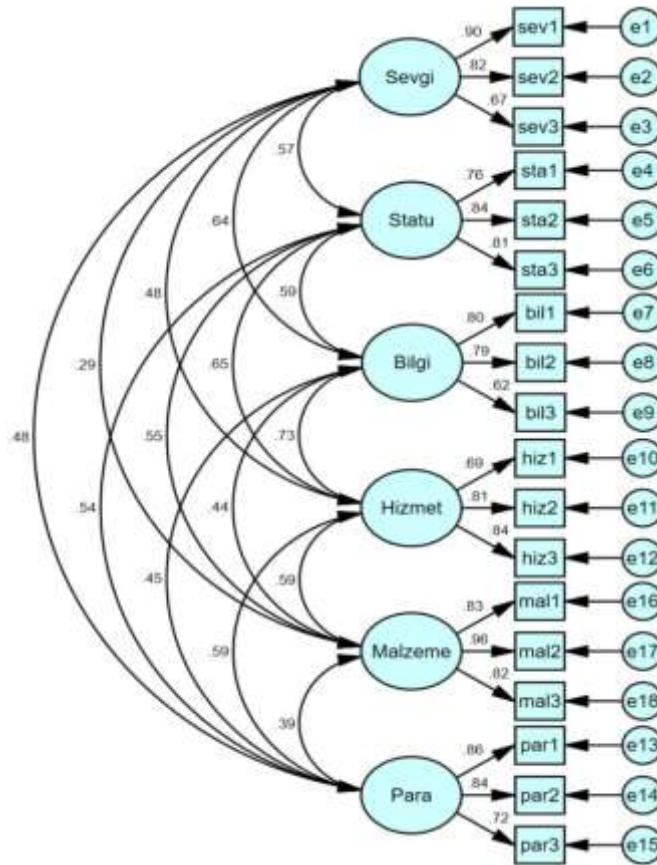 .90 sev1 e1
Sevgi .82 sev2 e2
.67 sev3 e3
.57
.76 sta1 e4
Statu .84 sta2 e5
.64
.81 sta3 e6
.48 .59
.80 bil1 e7
Bilgi .79 bil2 e8
.29 .65
.62 bil3 e9
.48 .55 .73
.69 hiz1 e10
.54 .44 Hizmet .81 hiz2 e11
.84 hiz3 e12
.45 .59
.83 mal1 e16
.59 Malzeme .96 mal2 e17
.82 mal3 e18
.39
.86 par1 e13
Para .84 par2 e14
.72 par3 e15